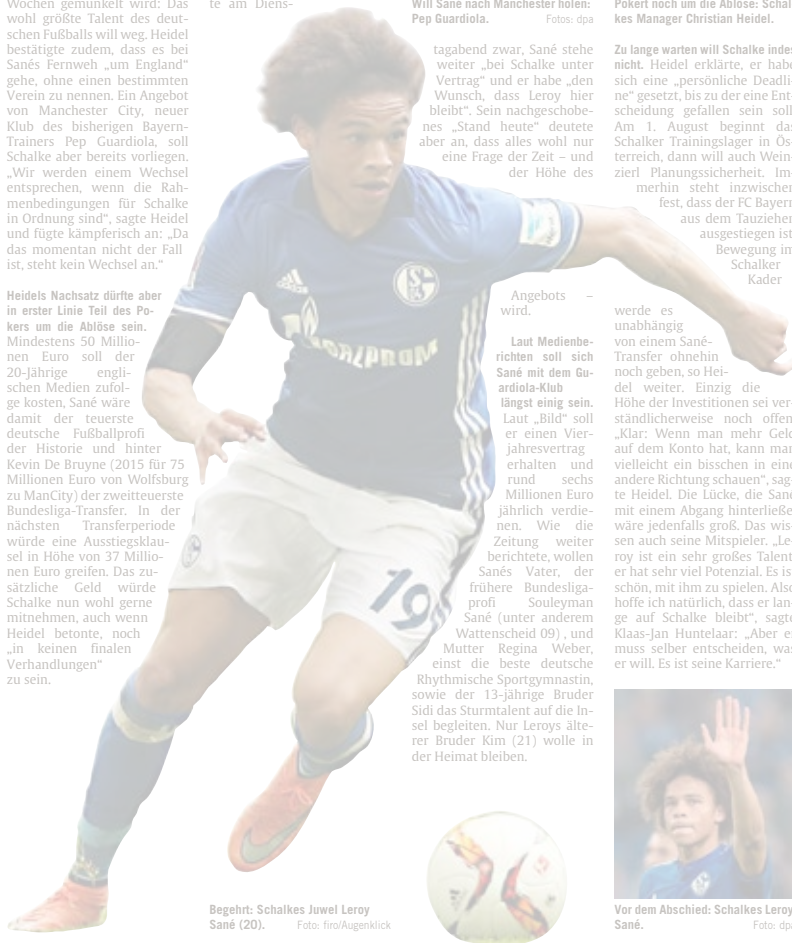 Wochen gemunkelt wird: Das
wohl größte Talent des deut-
schen Fußballs will weg. Heidel
bestätigte zudem, dass es bei
Sanés Fernweh „um England“
gehe, ohne einen bestimmten
Verein zu nennen. Ein Angebot
von Manchester City, neuer
Klub des bisherigen Bayern-
Trainers Pep Guardiola, soll
Schalke aber bereits vorliegen.
„Wir werden einem Wechsel
entsprechen, wenn die Rah-
menbedingungen für Schalke
in Ordnung sind“, sagte Heidel
und fügte kämpferisch an: „Da
das momentan nicht der Fall
ist, steht kein Wechsel an.“
Heidels Nachsatz dürfte aber
in erster Linie Teil des Po-
kers um die Ablöse sein.
Mindestens 50 Millio-
nen Euro soll der
20-Jährige engli-
schen Medien zufol-
ge kosten, Sané wäre
damit der teuerste
deutsche Fußballprofi
der Historie und hinter
Kevin De Bruyne (2015 für 75
Millionen Euro von Wolfsburg
zu ManCity) der zweitteuerste
Bundesliga-Transfer. In der
nächsten Transferperiode
würde eine Ausstiegsklau-
sel in Höhe von 37 Millio-
nen Euro greifen. Das zu-
sätzliche Geld würde
Schalke nun wohl gerne
mitnehmen, auch wenn
Heidel betonte, noch
„in keinen finalen
Verhandlungen“
zu sein.
te am Diens-
Will Sané nach Manchester holen:
Pep Guardiola. Fotos: dpa
tagabend zwar, Sané stehe
weiter „bei Schalke unter
Vertrag“ und er habe „den
Wunsch, dass Leroy hier
bleibt“. Sein nachgeschobe-
nes „Stand heute“ deutete
aber an, dass alles wohl nur
eine Frage der Zeit – und
der Höhe des
Angebots –
wird.
Laut Medienbe-
richten soll sich
Sané mit dem Gu-
ardiola-Klub
längst einig sein.
Laut „Bild“ soll
er einen Vier-
jahresvertrag
erhalten und
rund sechs
Millionen Euro
jährlich verdie-
nen. Wie die
Zeitung weiter
berichtete, wollen
Sanés Vater, der
frühere Bundesliga-
profi Souleyman
Sané (unter anderem
Wattenscheid 09) , und
Mutter Regina Weber,
einst die beste deutsche
Rhythmische Sportgymnastin,
sowie der 13-jährige Bruder
Sidi das Sturmtalent auf die In-
sel begleiten. Nur Leroys älte-
rer Bruder Kim (21) wolle in
der Heimat bleiben.
Pokert noch um die Ablöse: Schal-
kes Manager Christian Heidel.
Zu lange warten will Schalke indes
nicht. Heidel erklärte, er habe
sich eine „persönliche Deadli-
ne“ gesetzt, bis zu der eine Ent-
scheidung gefallen sein soll.
Am 1. August beginnt das
Schalker Trainingslager in Ös-
terreich, dann will auch Wein-
zierl Planungssicherheit. Im-
merhin steht inzwischen
fest, dass der FC Bayern
aus dem Tauziehen
ausgestiegen ist.
Bewegung im
Schalker
Kader
werde es
unabhängig
von einem Sané-
Transfer ohnehin
noch geben, so Hei-
del weiter. Einzig die
Höhe der Investitionen sei ver-
ständlicherweise noch offen.
„Klar: Wenn man mehr Geld
auf dem Konto hat, kann man
vielleicht ein bisschen in eine
andere Richtung schauen“, sag-
te Heidel. Die Lücke, die Sané
mit einem Abgang hinterließe,
wäre jedenfalls groß. Das wis-
sen auch seine Mitspieler. „Le-
roy ist ein sehr großes Talent,
er hat sehr viel Potenzial. Es ist
schön, mit ihm zu spielen. Also
hoffe ich natürlich, dass er lan-
ge auf Schalke bleibt“, sagte
Klaas-Jan Huntelaar: „Aber er
muss selber entscheiden, was
er will. Es ist seine Karriere.“
GAZPROM
19
Begehrt: Schalkes Juwel Leroy
Sané (20). Foto: firo/Augenklick
Vor dem Abschied: Schalkes Leroy
Sané. Foto: dpa